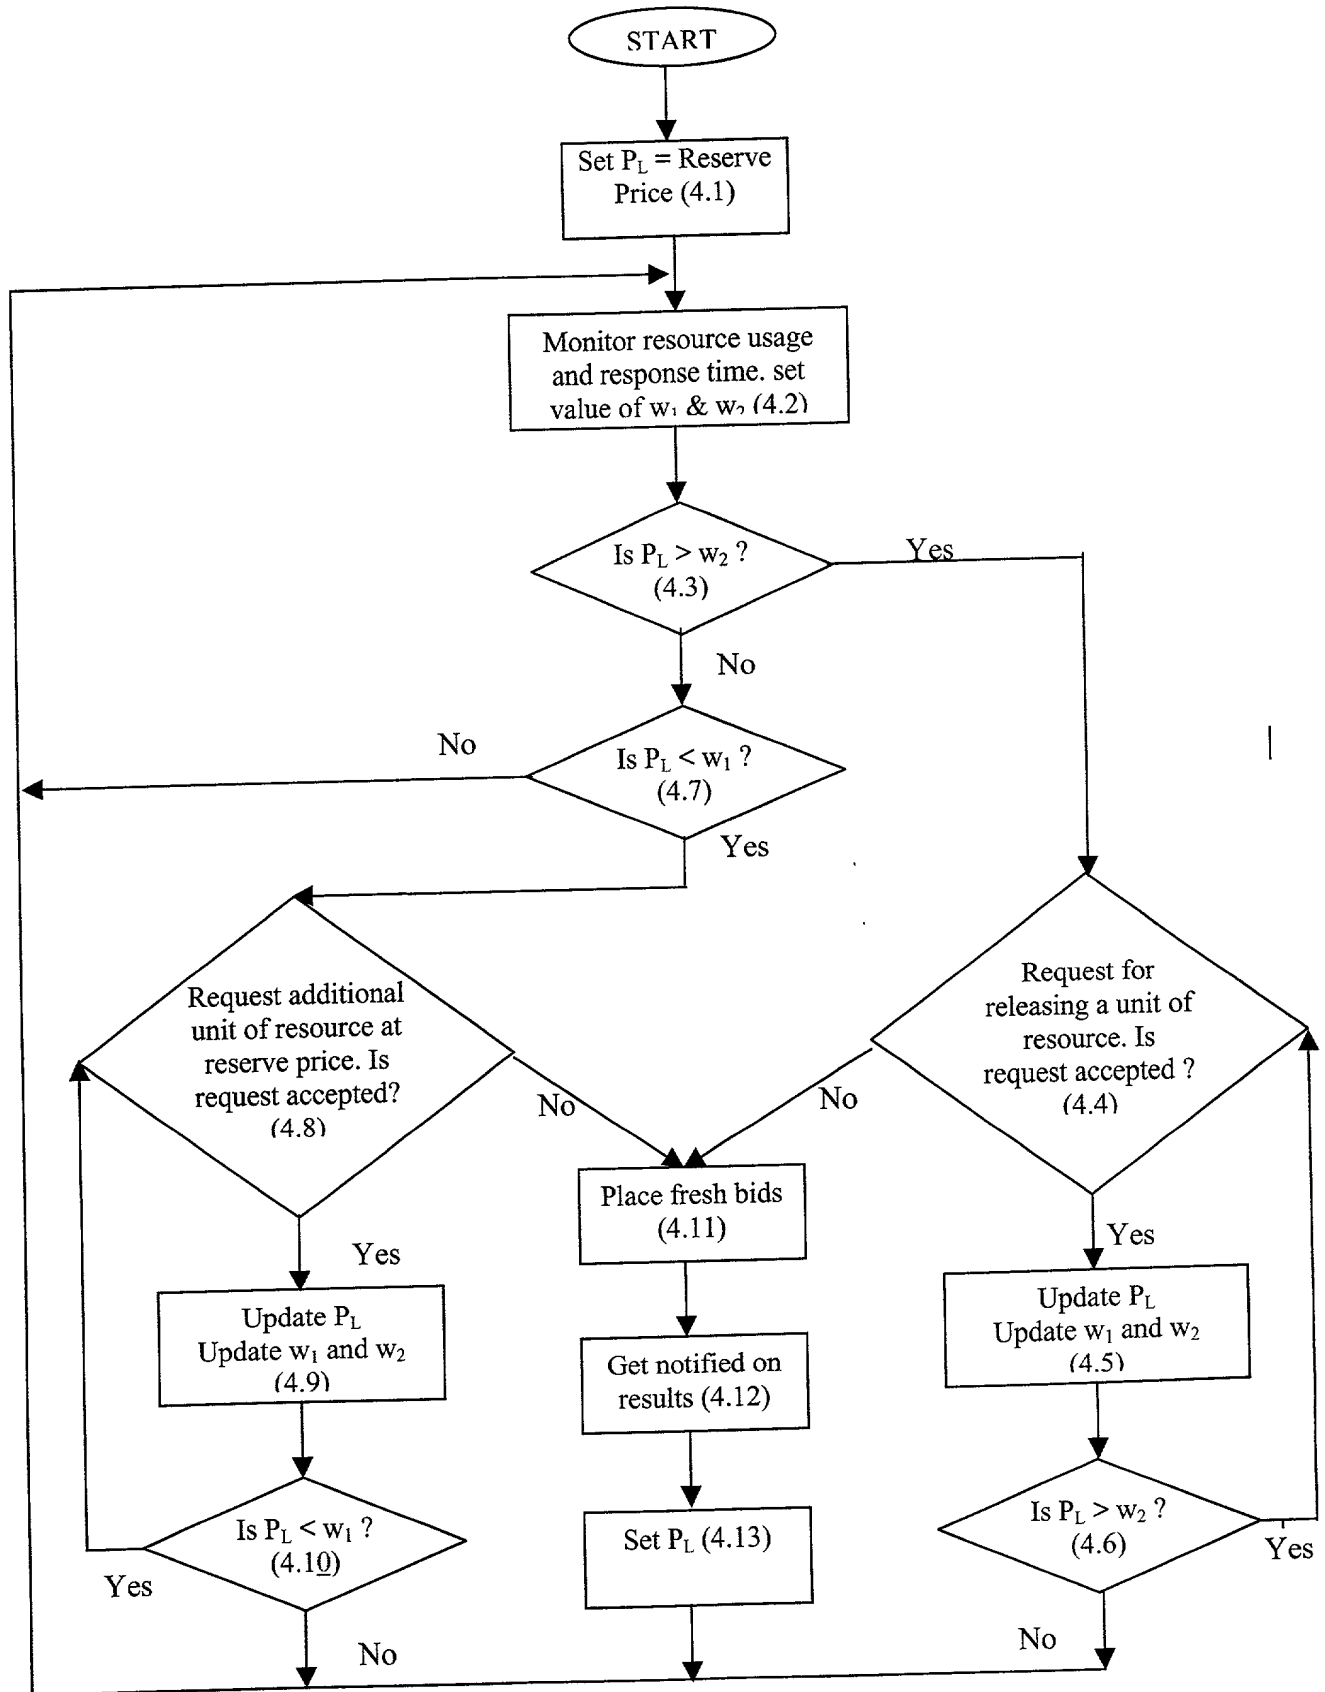 START
Set P_L = Reserve
Price (4.1)
Monitor resource usage
and response time. set
value of w₁ & w₂ (4.2)
Is P_L > w₂ ?
(4.3)
Yes
No
Is P_L < w₁ ?
(4.7)
No
Yes
Request additional
unit of resource at
reserve price. Is
request accepted?
(4.8)
No
Yes
Request for
releasing a unit of
resource. Is
request accepted ?
(4.4)
No
Yes
Place fresh bids
(4.11)
Update P_L
Update w₁ and w₂
(4.9)
Get notified on
results (4.12)
Update P_L
Update w₁ and w₂
(4.5)
Is P_L < w₁ ?
(4.10)
Yes
No
Set P_L (4.13)
Is P_L > w₂ ?
(4.6)
Yes
No